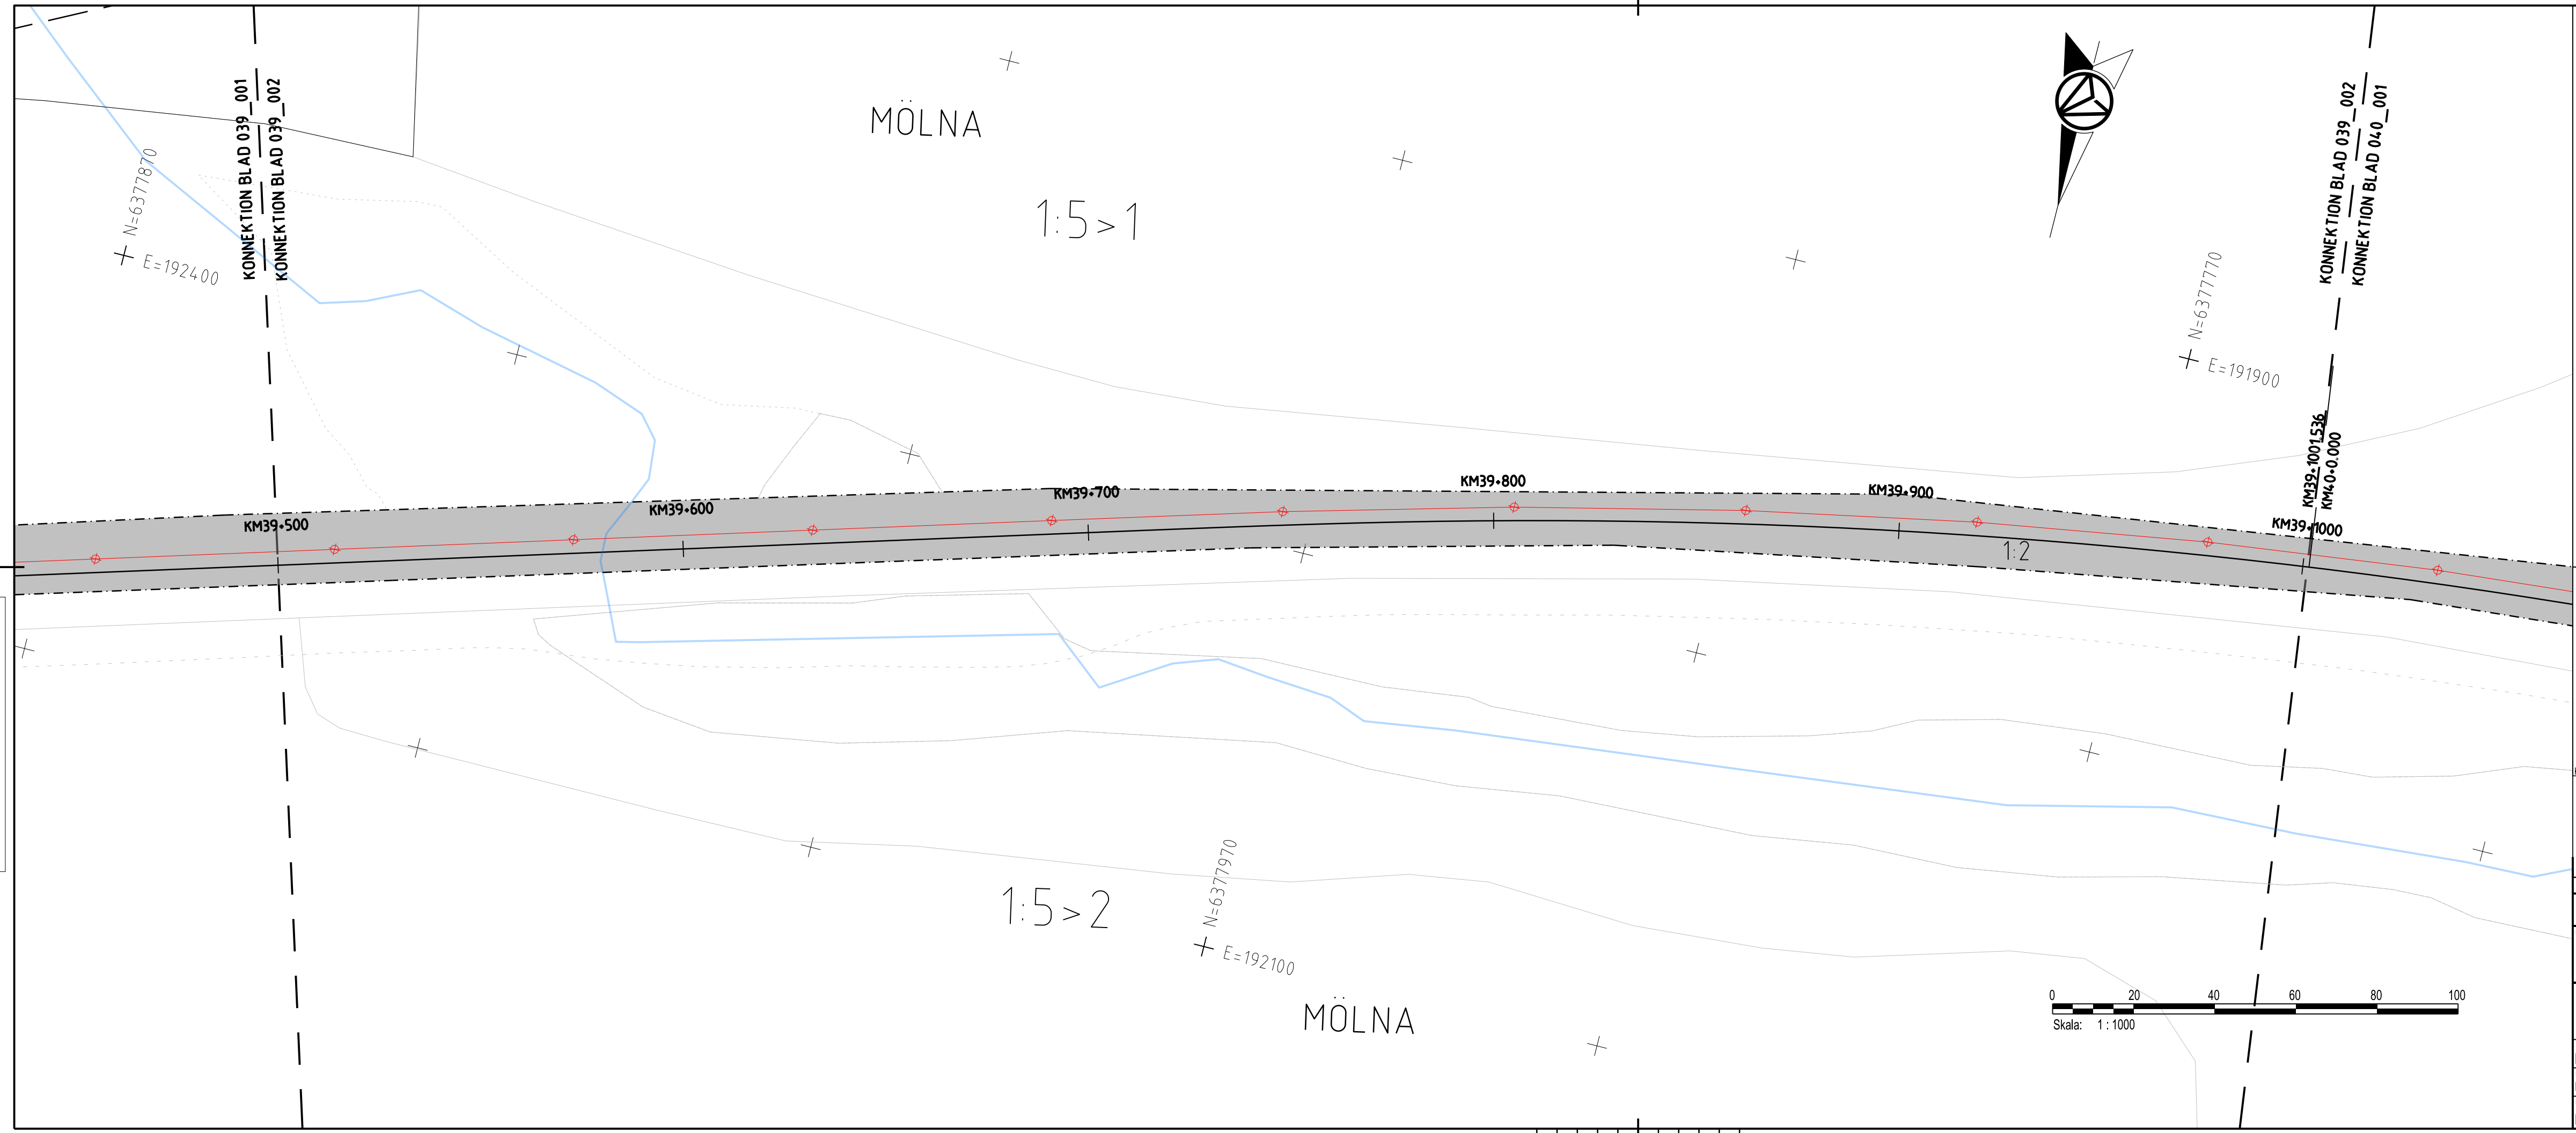 KONNEKTION BLAD 039_001
KONNEKTION BLAD 039_002
N=6377870
E=192400
MÖLNA
1:5>1
KONNEKTION BLAD 039_002
KONNEKTION BLAD 040_001
N=6377770
E=191900
KM39+500
KM39+600
KM39+700
KM39+800
KM39+900
KM39+1001.536
KM40+0.000
KM39+1000
1:2
1:5>2
N=6377970
E=192100
MÖLNA
0 20 40 60 80 100
Skala: 1 : 1000